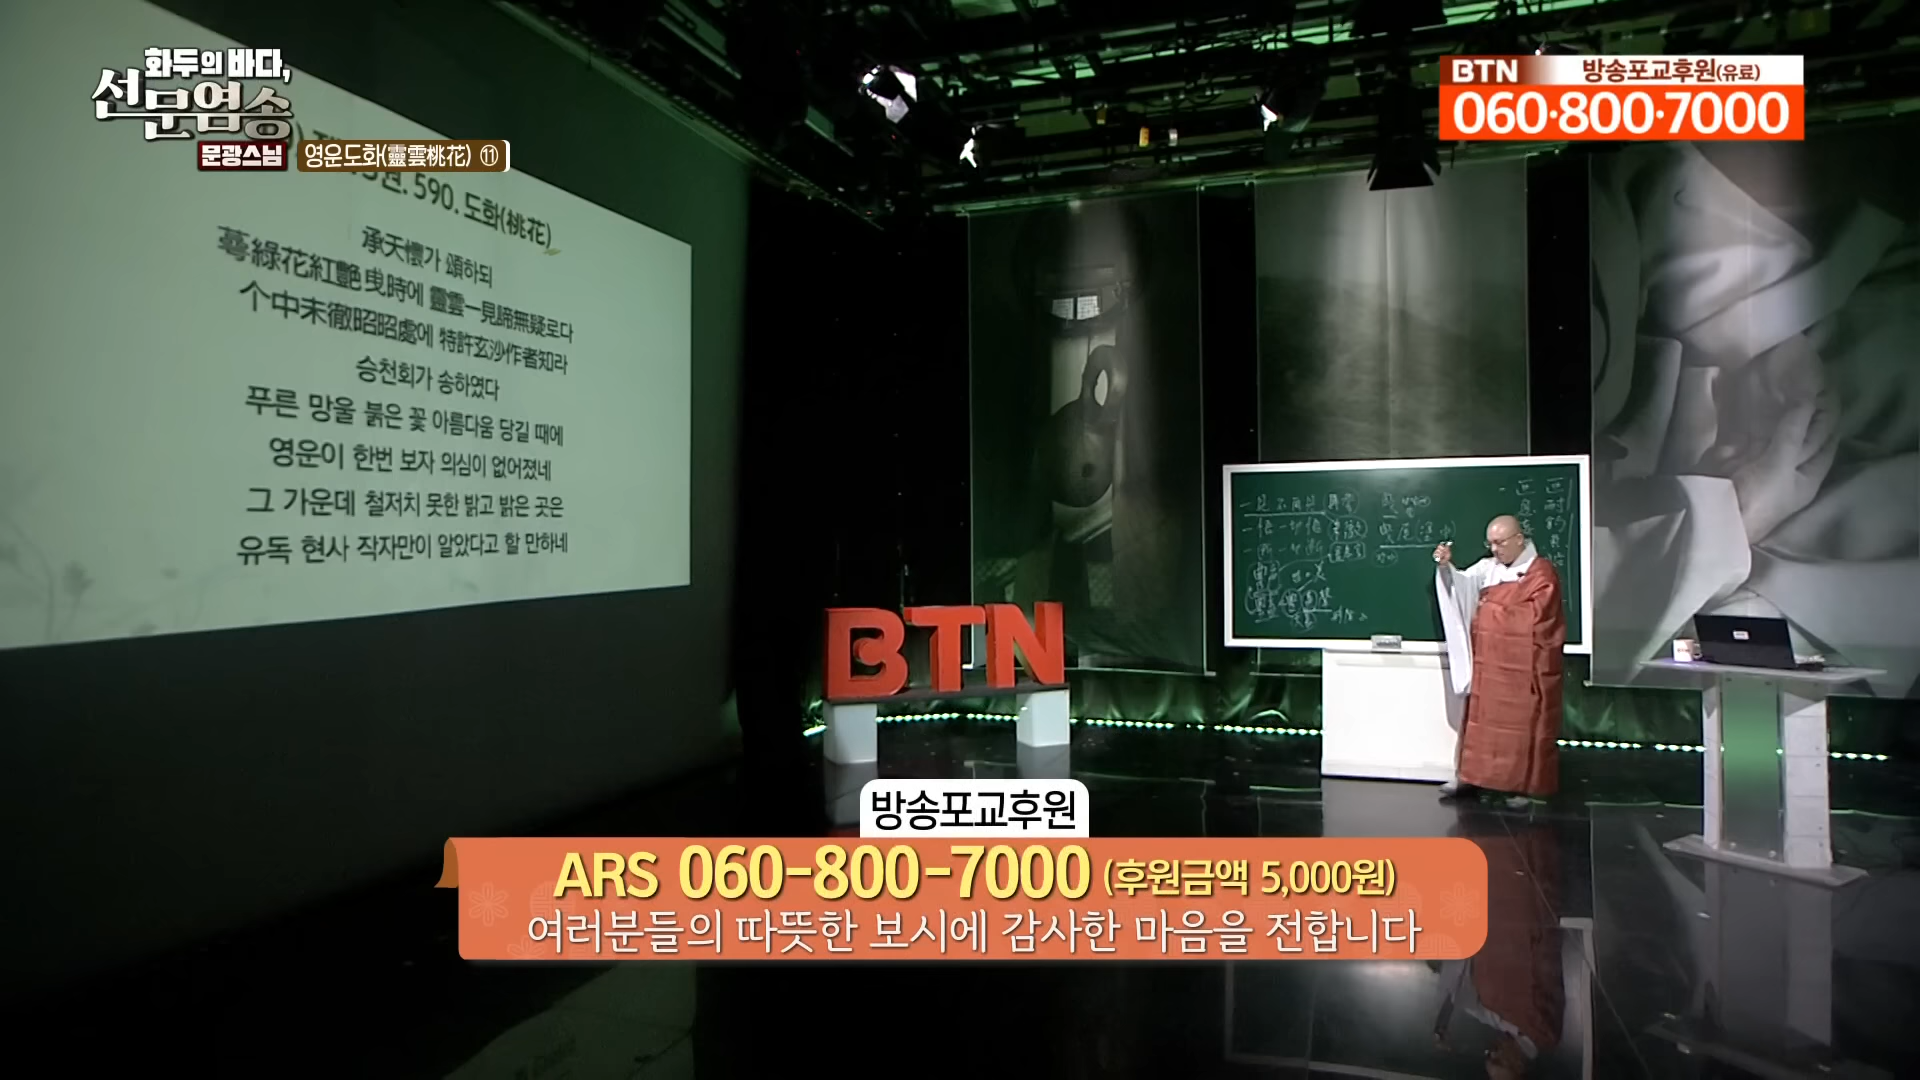 화두의 바다,
선문염송
문광스님
영운도화(靈雲桃花) ⑪
BTN 방송포교후원(유료)
060·800·7000
590. 도화(桃花)
承天懷가 頌하되
萼綠花紅艶曳時에 靈雲一見諦無疑로다
个中未徹昭昭處에 特許玄沙作者知라
승천회가 송하였다
푸른 망울 붉은 꽃 아름다움 당길 때에
영운이 한번 보자 의심이 없어졌네
그 가운데 철저치 못한 밝고 밝은 곳은
유독 현사 작자만이 알았다고 할 만하네
BTN
방송포교후원
ARS 060-800-7000 (후원금액 5,000원)
여러분들의 따뜻한 보시에 감사한 마음을 전합니다